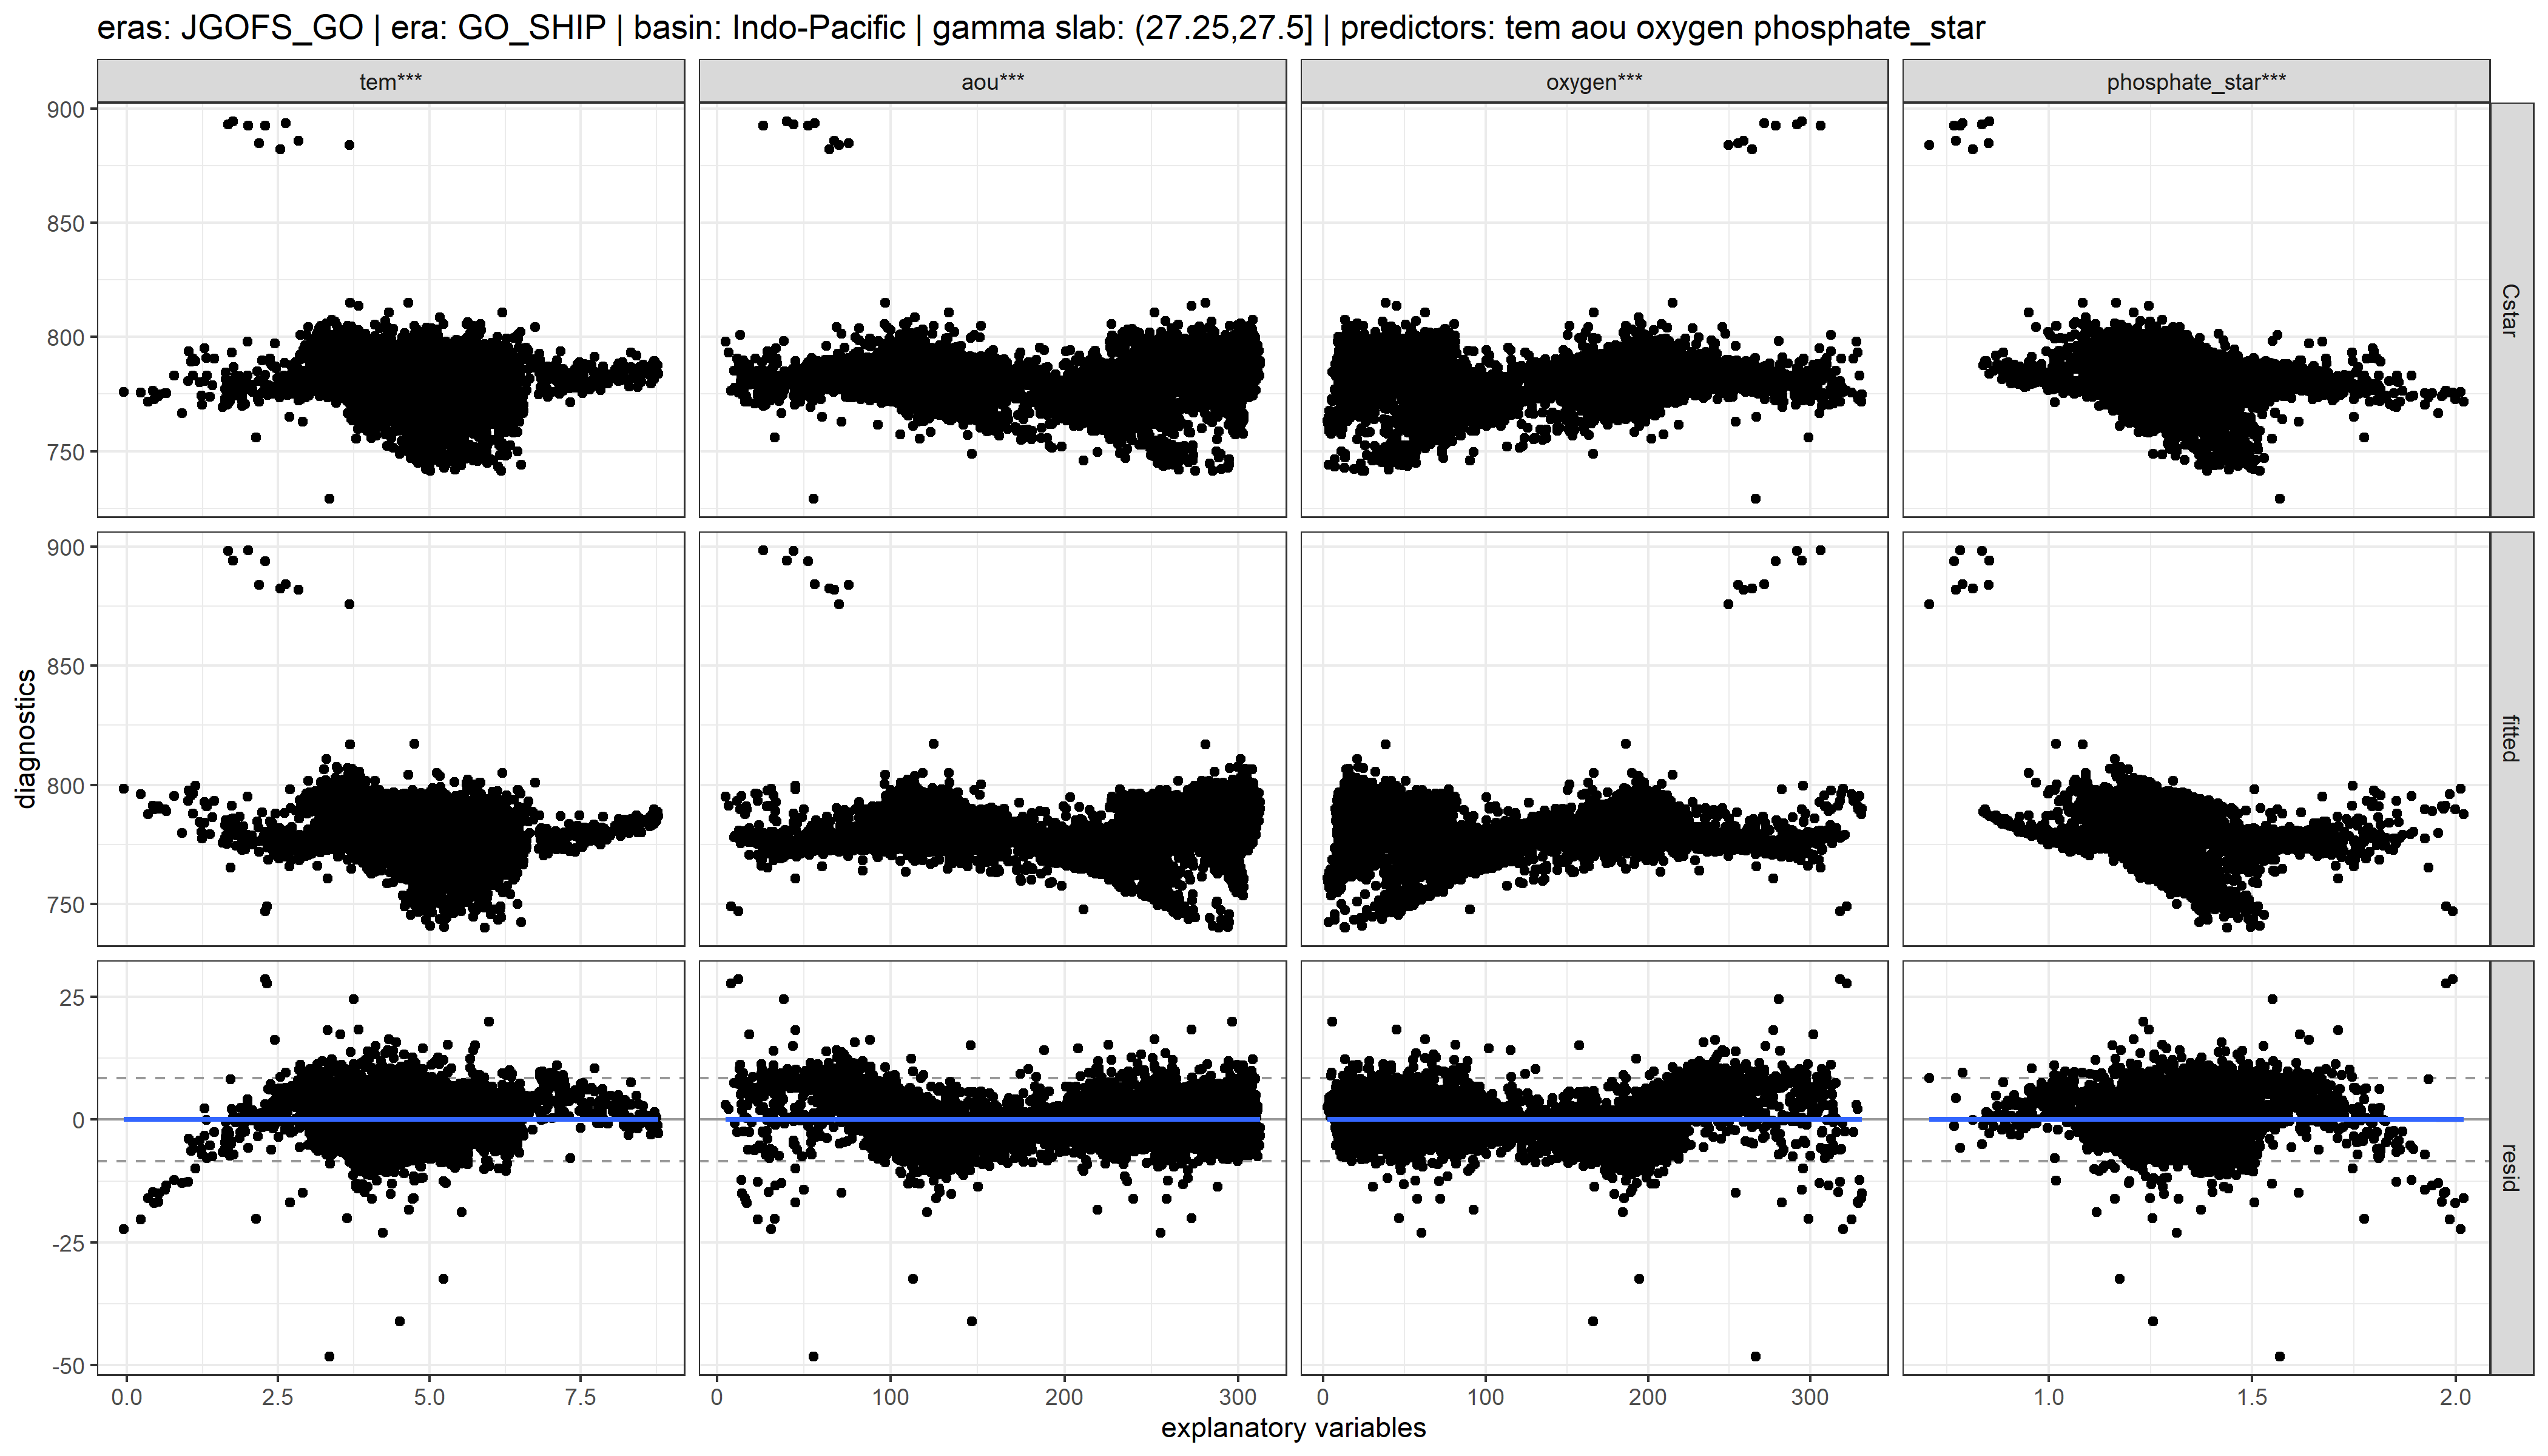 eras: JGOFS_GO | era: GO_SHIP | basin: Indo-Pacific | gamma slab: (27.25,27.5] | predictors: tem aou oxygen phosphate_star
tem*** aou*** oxygen*** phosphate_star***
900
850
800
750
Cstar
900
850
800
750
fitted
diagnostics
25
0
-25
-50
resid
0.0 2.5 5.0 7.5 0 100 200 300 0 100 200 300 1.0 1.5 2.0
explanatory variables